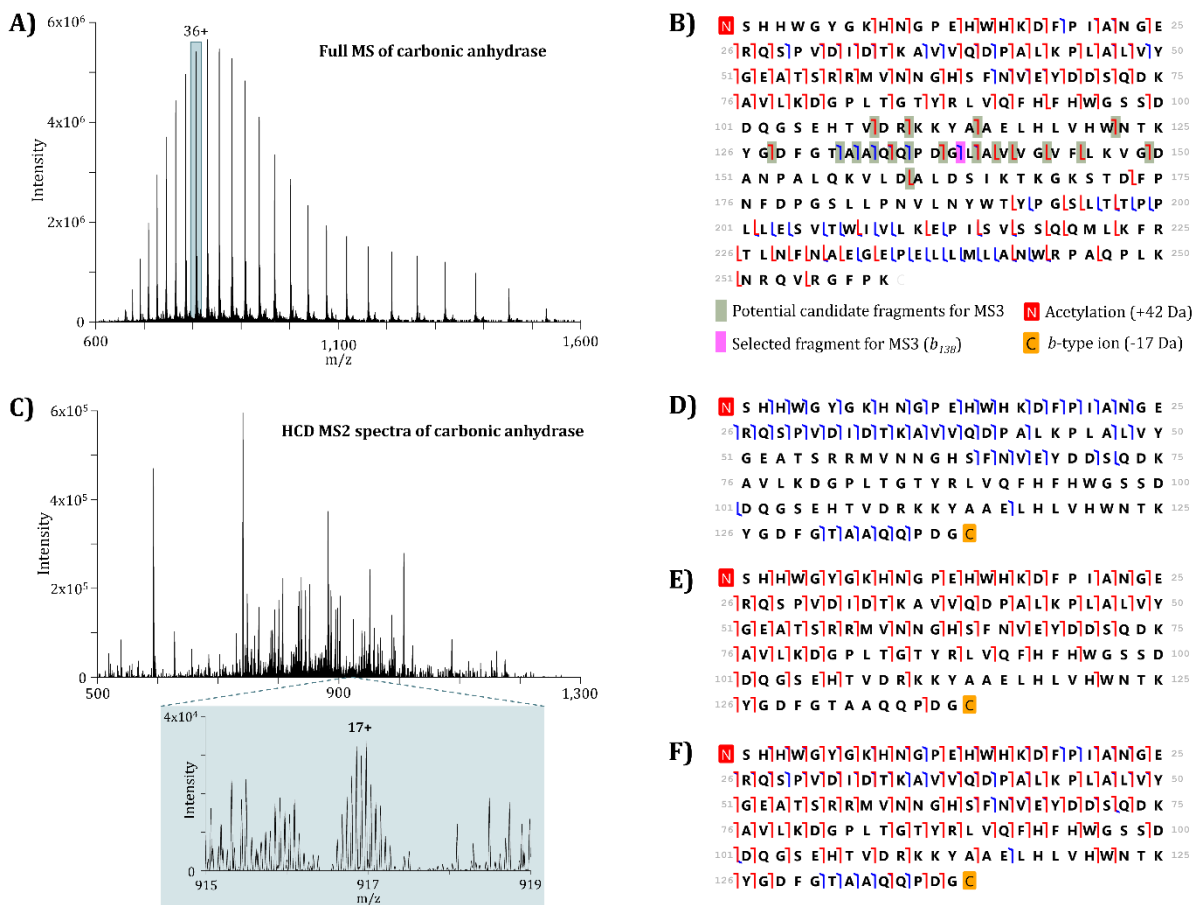 A)
6x10⁶
4x10⁶
2x10⁶
0
Intensity
36+
Full MS of carbonic anhydrase
600
1,100
1,600
m/z
B)
N S H H W G Y G K H N G P E H W H K D F P I A N G E 25
26 R Q S P V D I D T K A V V Q D P A L K P L A L V Y 50
51 G E A T S R R M V N N G H S F N V E Y D D S Q D K 75
76 A V L K D G P L T G T Y R L V Q F H F H W G S S D 100
101 D Q G S E H T V D R K K Y A A E L H L V H W N T K 125
126 Y G D F G T A A Q Q P D G L A V V G V F L K V G D 150
151 A N P A L Q K V L D A L D S I K T K G K S T D F P 175
176 N F D P G S L L P N V L N Y W T Y P G S L T T P P 200
201 L L E S V T W I V L K E P I S V S S Q Q M L K F R 225
226 T L N F N A E G E P E L L M L A N W R P A Q P L K 250
251 N R Q V R G F P K C
Potential candidate fragments for MS3
N Acetylation (+42 Da)
Selected fragment for MS3 (b₁₃₈)
C b-type ion (-17 Da)
C)
6x10⁵
4x10⁵
2x10⁵
0
Intensity
HCD MS2 spectra of carbonic anhydrase
500
900
1,300
m/z
4x10⁴
0
Intensity
17+
915
917
919
m/z
D)
N S H H W G Y G K H N G P E H W H K D F P I A N G E 25
26 R Q S P V D I D T K A V V Q D P A L K P L A L V Y 50
51 G E A T S R R M V N N G H S F N V E Y D D S Q D K 75
76 A V L K D G P L T G T Y R L V Q F H F H W G S S D 100
101 D Q G S E H T V D R K K Y A A E L H L V H W N T K 125
126 Y G D F G T A A Q Q P D G C
E)
N S H H W G Y G K H N G P E H W H K D F P I A N G E 25
26 R Q S P V D I D T K A V V Q D P A L K P L A L V Y 50
51 G E A T S R R M V N N G H S F N V E Y D D S Q D K 75
76 A V L K D G P L T G T Y R L V Q F H F H W G S S D 100
101 D Q G S E H T V D R K K Y A A E L H L V H W N T K 125
126 Y G D F G T A A Q Q P D G C
F)
N S H H W G Y G K H N G P E H W H K D F P I A N G E 25
26 R Q S P V D I D T K A V V Q D P A L K P L A L V Y 50
51 G E A T S R R M V N N G H S F N V E Y D D S Q D K 75
76 A V L K D G P L T G T Y R L V Q F H F H W G S S D 100
101 D Q G S E H T V D R K K Y A A E L H L V H W N T K 125
126 Y G D F G T A A Q Q P D G C